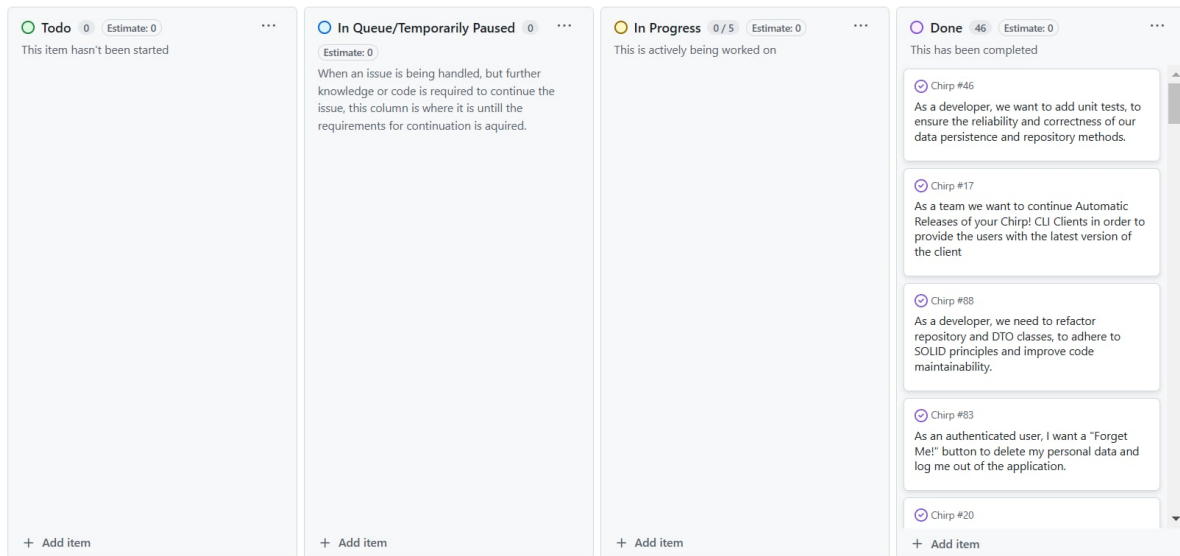 Todo 0 Estimate: 0 ...
This item hasn't been started
+ Add item
In Queue/Temporarily Paused 0 ...
Estimate: 0
When an issue is being handled, but further
knowledge or code is required to continue the
issue, this column is where it is untill the
requirements for continuation is aquired.
+ Add item
In Progress 0 / 5 Estimate: 0 ...
This is actively being worked on
+ Add item
Done 46 Estimate: 0 ...
This has been completed
Chirp #46
As a developer, we want to add unit tests, to
ensure the reliability and correctness of our
data persistence and repository methods.
Chirp #17
As a team we want to continue Automatic
Releases of your Chirp! CLI Clients in order to
provide the users with the latest version of
the client
Chirp #88
As a developer, we need to refactor
repository and DTO classes, to adhere to
SOLID principles and improve code
maintainability.
Chirp #83
As an authenticated user, I want a "Forget
Me!" button to delete my personal data and
log me out of the application.
Chirp #20
+ Add item